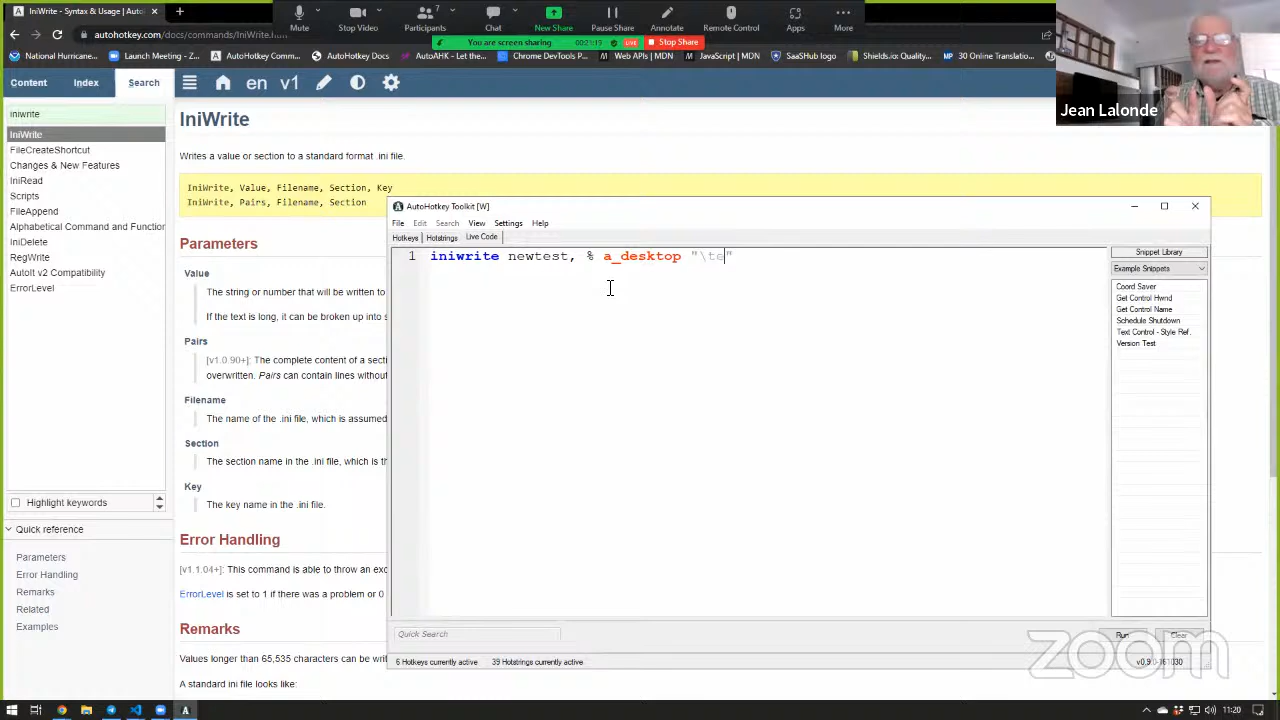 IniWrite - Syntax & Usage | Auto
autohotkey.com/docs/commands/IniWrite.
Mute
Stop Video
Participants
7
Chat
New Share
Pause Share
Annotate
Remote Control
Apps
More
You are screen sharing
LIVE
Stop Share
National Hurricane...
Launch Meeting - Z...
AutoHotkey Docs
AutoAHK - Let the...
Chrome DevTools P...
Web APIs | MDN
JavaScript | MDN
SaaSHub logo
Shields.io: Quality...
30 Online Translatio...
Jean Lalonde
Content
Index
Search
en
v1
iniwrite
IniWrite
FileCreateShortcut
Changes & New Features
IniRead
Scripts
FileAppend
Alphabetical Command and Function
IniDelete
RegWrite
AutoIt v2 Compatibility
ErrorLevel
Highlight keywords
Quick reference
Parameters
Error Handling
Remarks
Related
Examples
IniWrite
Writes a value or section to a standard format .ini file.
IniWrite, Value, Filename, Section, Key
IniWrite, Pairs, Filename, Section
Parameters
Value
The string or number that will be written to
If the text is long, it can be broken up into s
Pairs
[v1.0.90+]: The complete content of a secti
overwritten. Pairs can contain lines without
Filename
The name of the .ini file, which is assumed
Section
The section name in the .ini file, which is th
Key
The key name in the .ini file.
Error Handling
[v1.1.04+]: This command is able to throw an exc
ErrorLevel is set to 1 if there was a problem or 0
Remarks
Values longer than 65,535 characters can be writ
A standard ini file looks like:
AutoHotkey Toolkit [W]
File Edit Search View Settings Help
Hotkeys Hotstrings Live Code
1 iniwrite newtest, % a_desktop "\te"
Snippet Library
Example Snippets
Coord Saver
Get Control Hwnd
Get Control Name
Schedule Shutdown
Text Control - Style Ref.
Version Test
Quick Search
Run
Clear
6 Hotkeys currently active
39 Hotstrings currently active
zoom
11:20